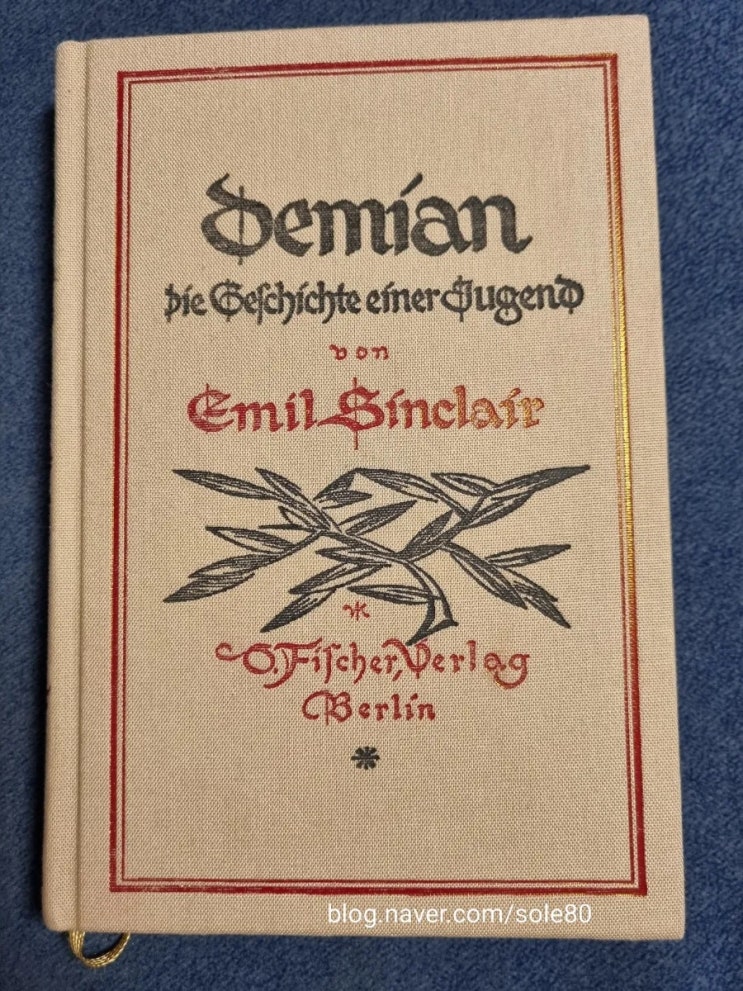 Demian
Die Geschichte einer Jugend
von
Emil Sinclair
S. Fischer, Verlag
Berlin
blog.naver.com/sole80